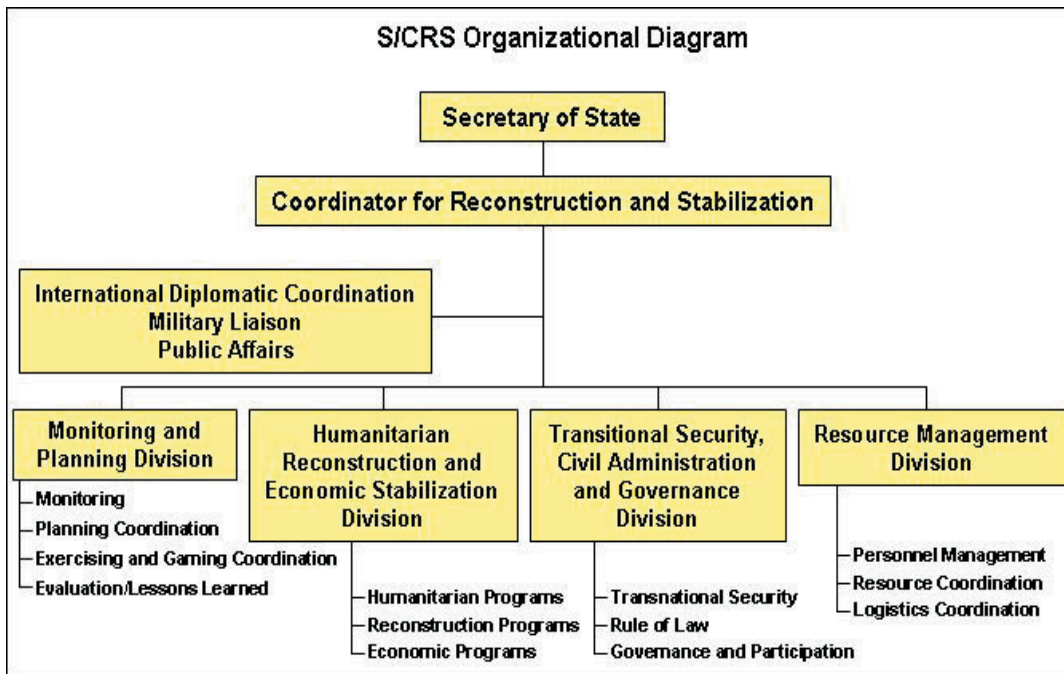 S/CRS Organizational Diagram
Secretary of State
Coordinator for Reconstruction and Stabilization
International Diplomatic Coordination
Military Liaison
Public Affairs
Monitoring and
Planning Division
Monitoring
Planning Coordination
Exercising and Gaming Coordination
Evaluation/Lessons Learned
Humanitarian
Reconstruction and
Economic Stabilization
Division
Humanitarian Programs
Reconstruction Programs
Economic Programs
Transitional Security,
Civil Administration
and Governance
Division
Transnational Security
Rule of Law
Governance and Participation
Resource Management
Division
Personnel Management
Resource Coordination
Logistics Coordination